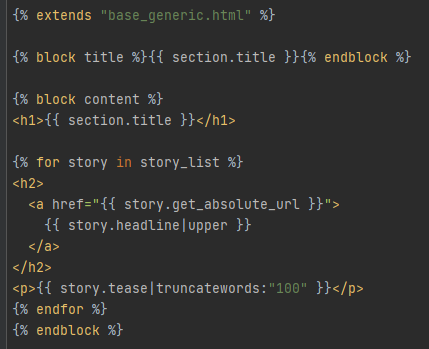 {% extends "base_generic.html" %}
{% block title %}{{ section.title }}{% endblock %}
{% block content %}
<h1>{{ section.title }}</h1>
{% for story in story_list %}
<h2>
<a href="{{ story.get_absolute_url }}">
{{ story.headline|upper }}
</a>
</h2>
<p>{{ story.tease|truncatewords:"100" }}</p>
{% endfor %}
{% endblock %}